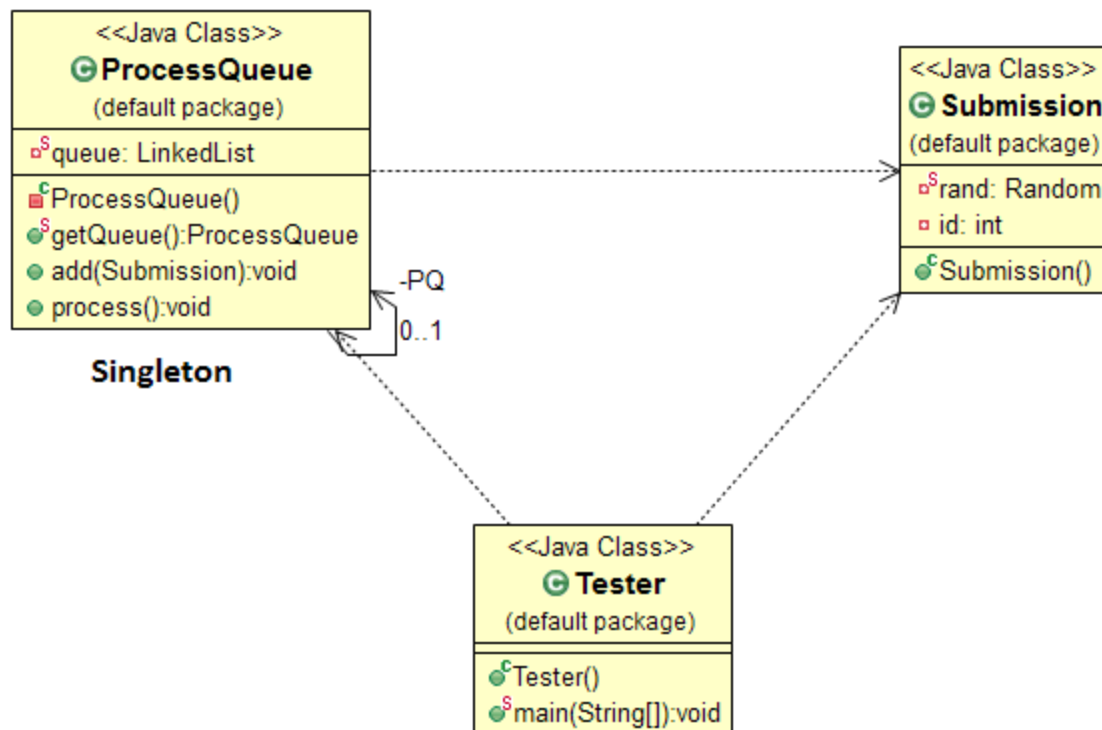 <<Java Class>>
ProcessQueue
(default package)
queue: LinkedList
ProcessQueue()
getQueue():ProcessQueue
add(Submission):void
process():void
Singleton
-PQ
0..1
<<Java Class>>
Submission
(default package)
rand: Random
id: int
Submission()
<<Java Class>>
Tester
(default package)
Tester()
main(String[]):void